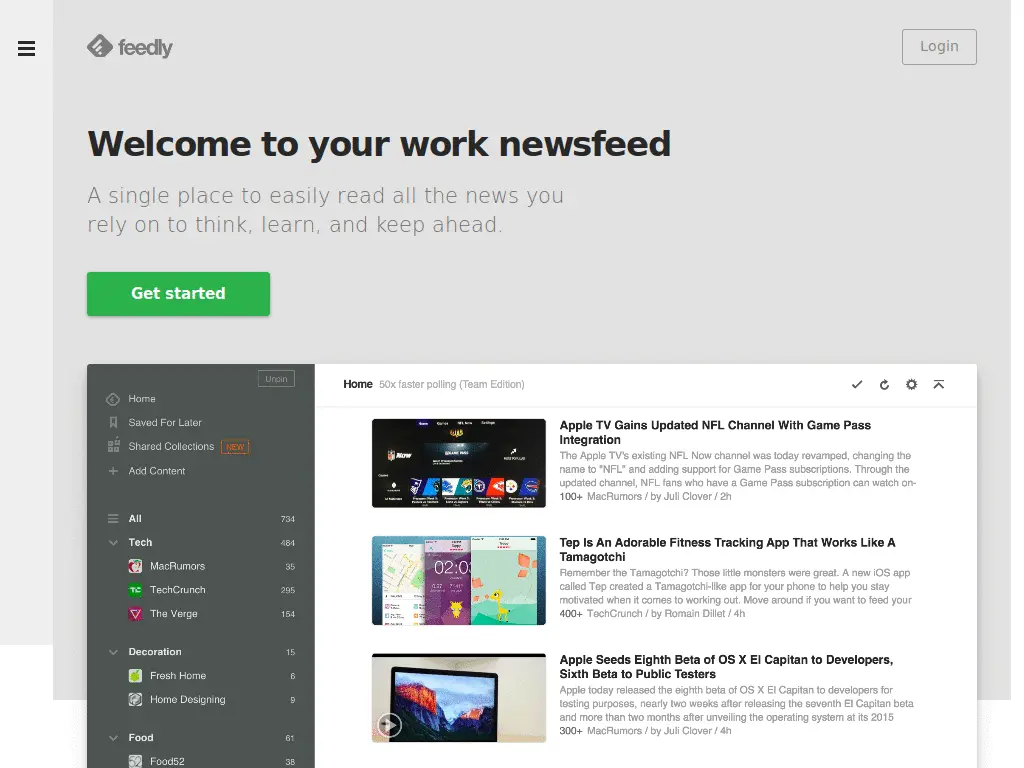 feedly
Login
Welcome to your work newsfeed
A single place to easily read all the news you
rely on to think, learn, and keep ahead.
Get started
Unpin
Home
Saved For Later
Shared Collections NEW
Add Content
All 734
Tech 484
MacRumors 35
TechCrunch 295
The Verge 154
Decoration 15
Fresh Home 6
Home Designing 9
Food 61
Food52 38
Home 50x faster polling (Team Edition)
Apple TV Gains Updated NFL Channel With Game Pass
Integration
The Apple TV's existing NFL Now channel was today revamped, changing the
name to "NFL" and adding support for Game Pass subscriptions. Through the
updated channel, NFL fans who have a Game Pass subscription can watch on-
100+ MacRumors / by Juli Clover / 2h
02:03
Tep Is An Adorable Fitness Tracking App That Works Like A
Tamagotchi
Remember the Tamagotchi? Those little monsters were great. A new iOS app
called Tep created a Tamagotchi-like app for your phone to help you stay
motivated when it comes to working out. Move around if you want to feed your
400+ TechCrunch / by Romain Dillet / 4h
Apple Seeds Eighth Beta of OS X El Capitan to Developers,
Sixth Beta to Public Testers
Apple today released the eighth beta of OS X El Capitan to developers for
testing purposes, nearly two weeks after releasing the seventh El Capitan beta
and more than two months after unveiling the operating system at its 2015
300+ MacRumors / by Juli Clover / 4h